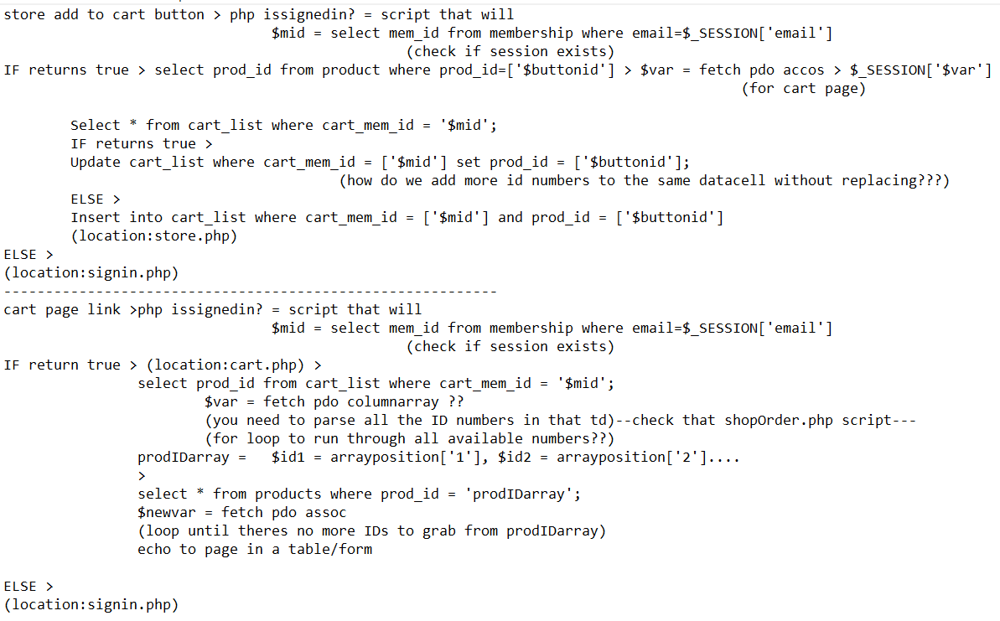 store add to cart button > php issignedin? = script that will
$mid = select mem_id from membership where email=$_SESSION['email']
(check if session exists)
IF returns true > select prod_id from product where prod_id=['$buttonid'] > $var = fetch pdo accos > $_SESSION['$var']
(for cart page)
Select * from cart_list where cart_mem_id = '$mid';
IF returns true >
Update cart_list where cart_mem_id = ['$mid'] set prod_id = ['$buttonid'];
(how do we add more id numbers to the same datacell without replacing???)
ELSE >
Insert into cart_list where cart_mem_id = ['$mid'] and prod_id = ['$buttonid']
(location:store.php)
ELSE >
(location:signin.php)
-----------------------------------------------------------
cart page link >php issignedin? = script that will
$mid = select mem_id from membership where email=$_SESSION['email']
(check if session exists)
IF return true > (location:cart.php) >
select prod_id from cart_list where cart_mem_id = '$mid';
$var = fetch pdo columnarray ??
(you need to parse all the ID numbers in that td)--check that shopOrder.php script---
(for loop to run through all available numbers??)
prodIDarray =   $id1 = arrayposition['1'], $id2 = arrayposition['2']....
>
select * from products where prod_id = 'prodIDarray';
$newvar = fetch pdo assoc
(loop until theres no more IDs to grab from prodIDarray)
echo to page in a table/form
ELSE >
(location:signin.php)